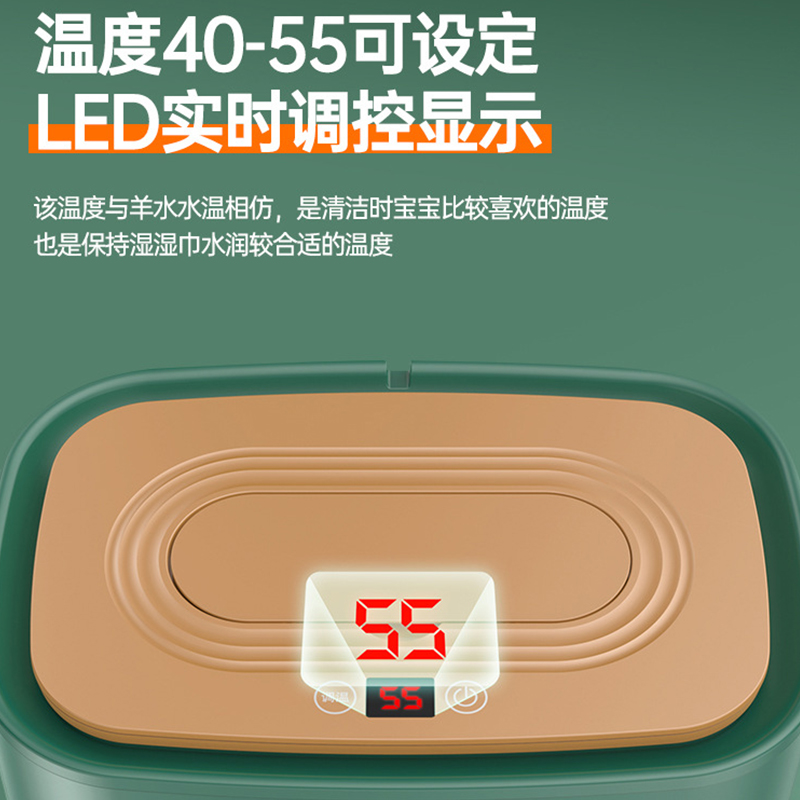 温度40-55可设定
LED实时调控显示
该温度与羊水水温相仿，是清洁时宝宝比较喜欢的温度
也是保持湿湿巾水润较合适的温度
55
调温 55